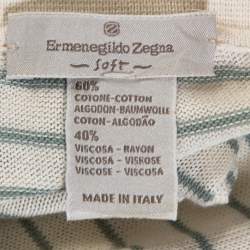 Ermenegildo Zegna
soft
60%
COTONE-COTTON
ALGODON-BAUMWOLLE
COTON-ALGODÃO
40%
VISCOSA - RAYON
VISCOSA - VISKOSE
VISCOSE - VISCOSA
MADE IN ITALY